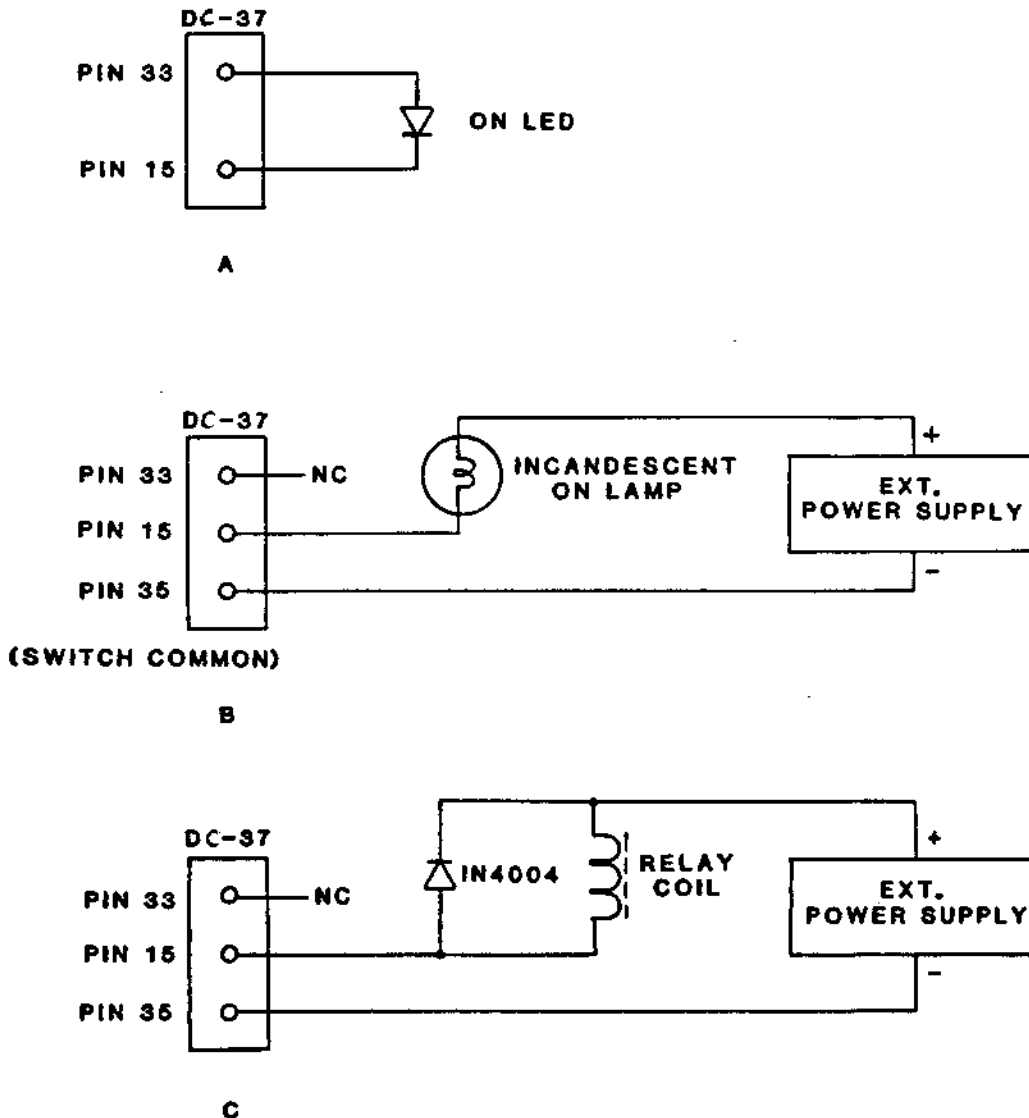 DC-37
PIN 33
ON LED
PIN 15
A
DC-37
PIN 33
NC
INCANDESCENT
ON LAMP
+
EXT.
POWER SUPPLY
PIN 15
-
PIN 35
(SWITCH COMMON)
B
DC-37
PIN 33
NC
IN4004
RELAY
COIL
+
EXT.
POWER SUPPLY
PIN 15
-
PIN 35
C